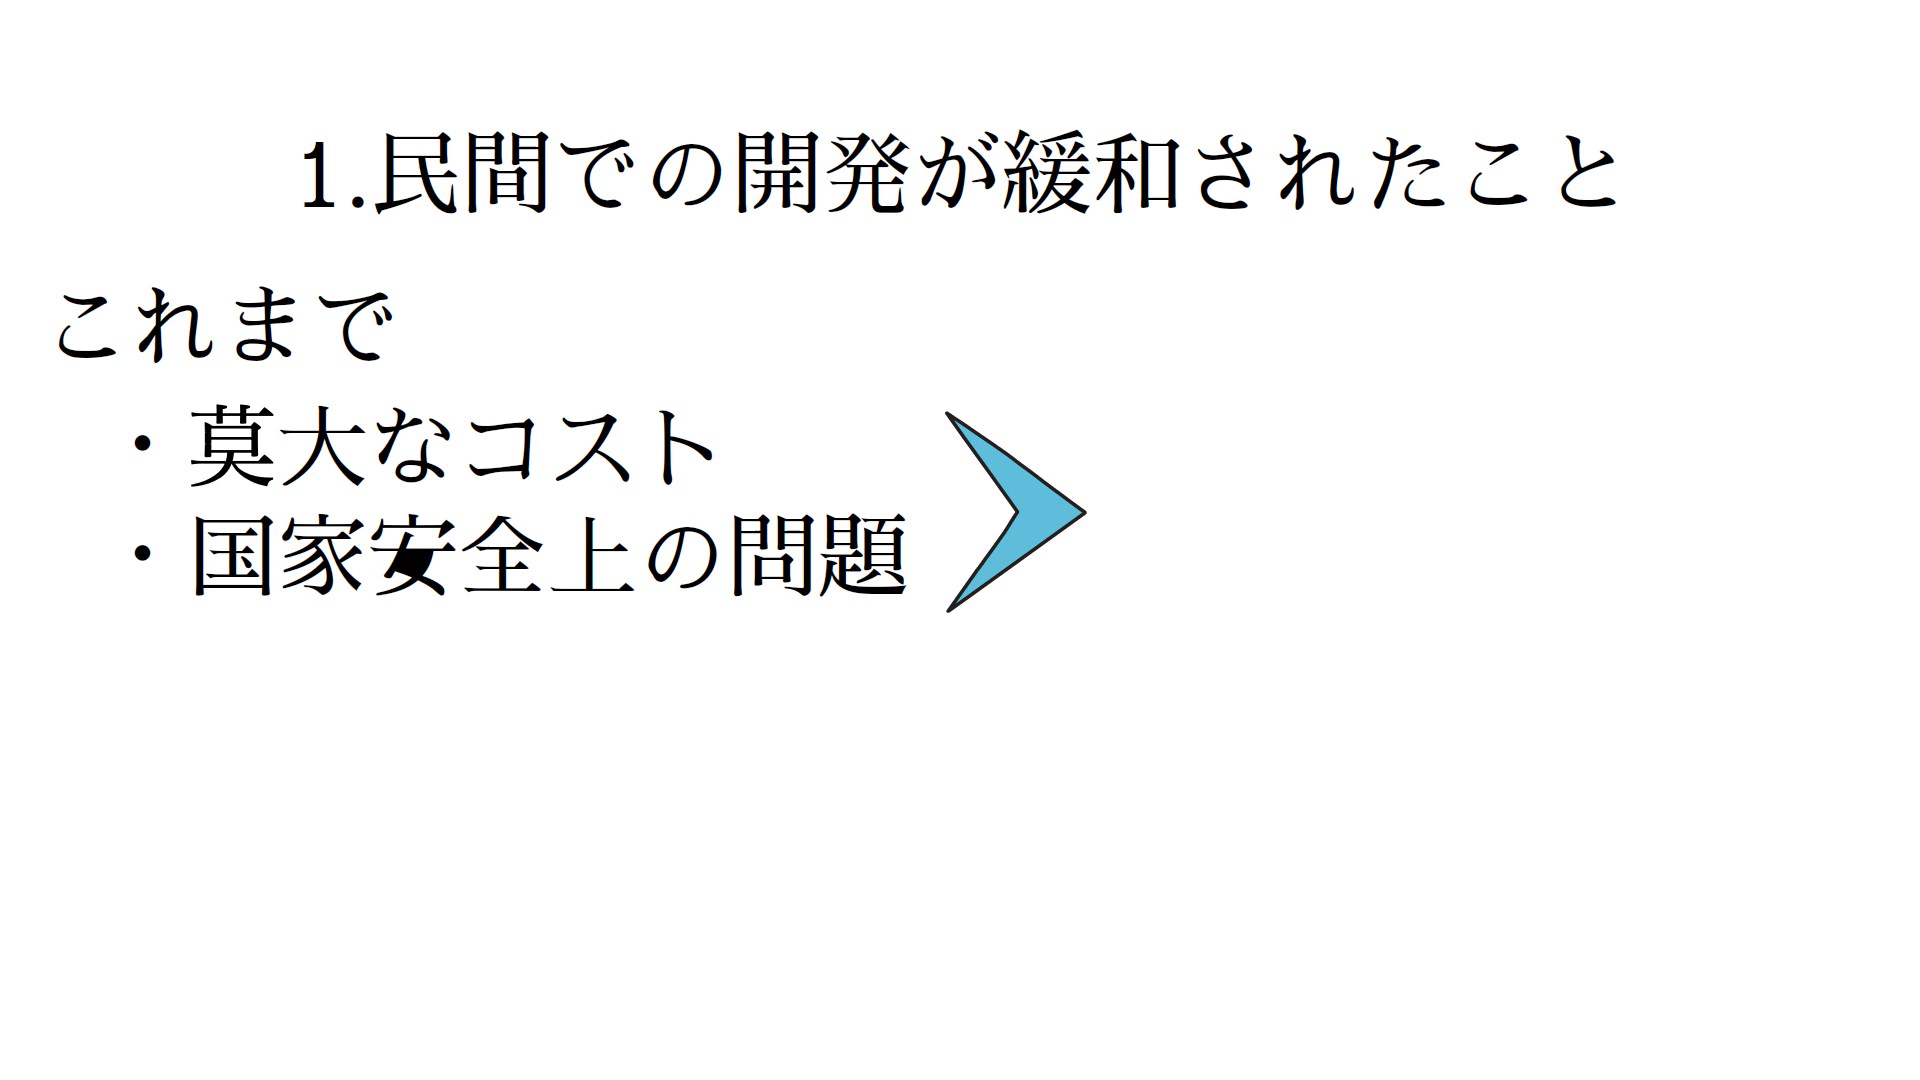 1.民間での開発が緩和されたこと
これまで
・莫大なコスト
・国家安全上の問題